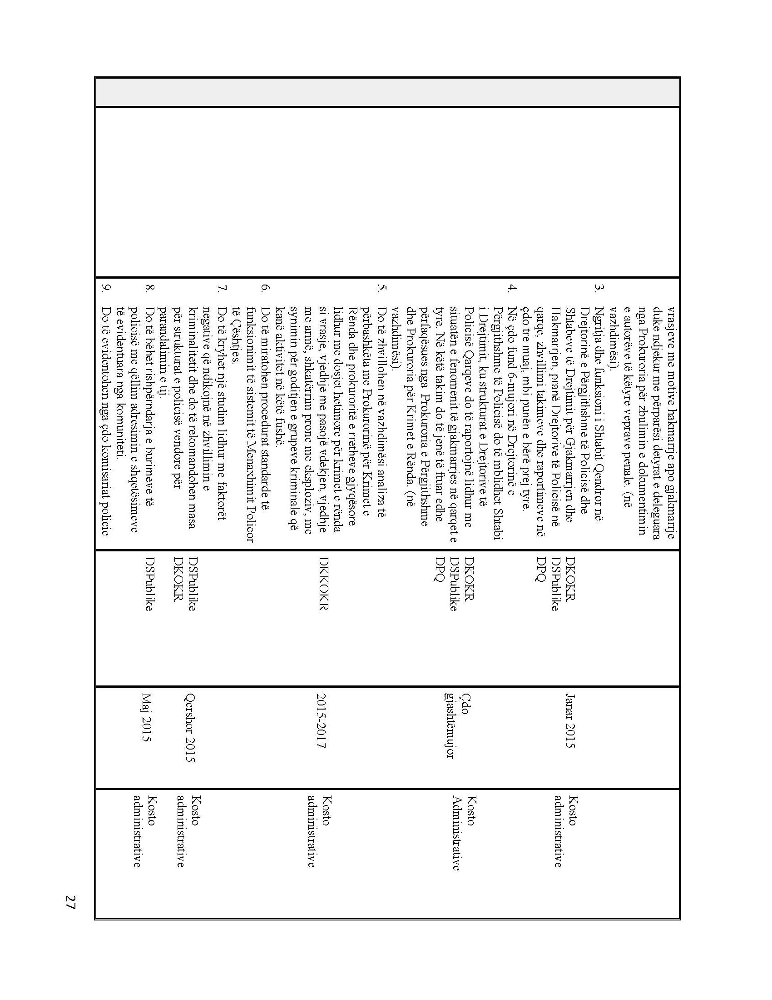 vrasjeve me motive hakmarrje apo gjakmarrje
duke ndjekur me përparësi detyrat e deleguara
nga Prokuroria për zbulimin e dokumentimin
e autorëve të këtyre veprave penale. (në
vazhdimësi).
3. Ngritja dhe funksioni i Shtabit Qendror në
Drejtorinë e Përgjithshme të Policisë dhe
Shtabeve të Drejtimit për Gjakmarrjen dhe
Hakmarrjen, pranë Drejtorive të Policisë në
qarqe, zhvillimi takimeve dhe raportimeve në
çdo tre muaj, mbi punën e bërë prej tyre.
4. Në çdo fund 6-mujori në Drejtorinë e
Përgjithshme të Policisë do të mblidhet Shtabi
i Drejtimit, ku strukturat e Drejtorive të
Policisë Qarqeve do të raportojnë lidhur me
situatën e fenomenit të gjakmarrjes në qarqet e
tyre. Në këtë takim do të jenë të ftuar edhe
përfaqësues nga Prokuroria e Përgjithshme
dhe Prokuroria për Krimet e Rënda. (në
vazhdimësi).
5. Do të zhvillohen në vazhdimësi analiza të
përbashkëta me Prokurorinë për Krimet e
Rënda dhe prokuroritë e rretheve gjyqësore
lidhur me dosjet hetimore për krimet e rënda
si vrasje, vjedhje me pasojë vdekjen, vjedhje
me armë, shkatërrim prone me eksploziv, me
synimin për goditjen e grupeve kriminale që
kanë aktivitet në këtë fushë.
6. Do të miratohen procedurat standarde të
funksionimit të sistemit të Menaxhimit Policor
të Çështjes.
7. Do të kryhet një studim lidhur me faktorët
negative që ndikojnë në zhvillimin e
kriminalitetit dhe do të rekomandohen masa
për strukturat e policisë vendore për
parandalimin e tij.
8. Do të bëhet rishpërndarja e burimeve të
policisë me qëllim adresimin e shqetësimeve
të evidentuara nga komuniteti.
9. Do të evidentohen nga çdo komisariat policie
DKOKR
DSPublike
DPQ
DKOKR
DSPublike
DPQ
DKKOKR
DSPublike
DKOKR
DSPublike
Janar 2015
Çdo
gjashtëmujor
2015-2017
Qershor 2015
Maj 2015
Kosto
administrative
Kosto
Administrative
Kosto
administrative
Kosto
administrative
Kosto
administrative
27